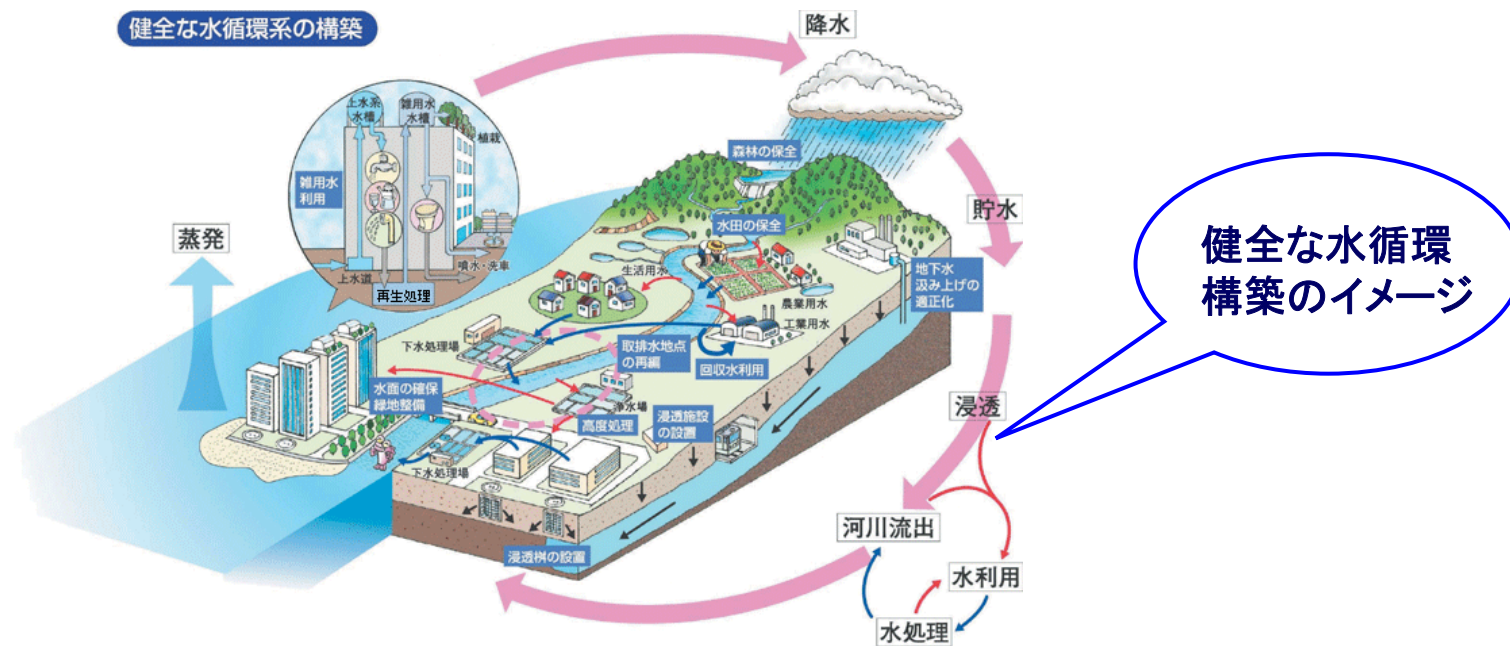 健全な水循環系の構築
降水
上水系
水槽
雑用水
水槽
植栽
雑用水
利用
上水道
再生処理
噴水・洗車
蒸発
森林の保全
貯水
水田の保全
生活用水
農業用水
工業用水
地下水
汲み上げの
適正化
下水処理場
取排水地点
の再編
回収水利用
水面の確保
緑地整備
浄水場
高度処理
浸透施設
の設置
浸透
下水処理場
浸透桝の設置
河川流出
水利用
水処理
健全な水循環
構築のイメージ